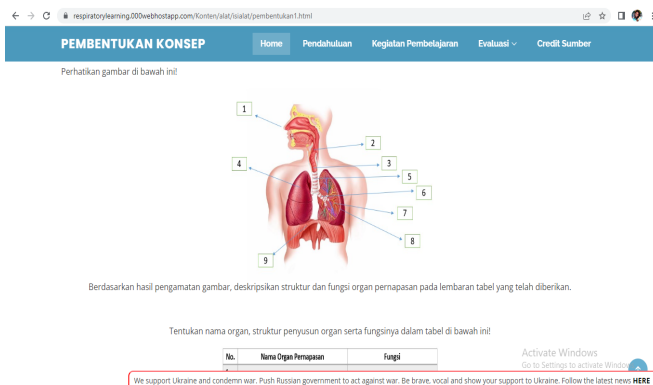 respiratorylearning.000webhostapp.com/Konten/alat/isialat/pembentukan1.html
PEMBENTUKAN KONSEP Home Pendahuluan Kegiatan Pembelajaran Evaluasi Credit Sumber
Perhatikan gambar di bawah ini!
1
2
3
4
5
6
7
8
9
Berdasarkan hasil pengamatan gambar, deskripsikan struktur dan fungsi organ pernapasan pada lembaran tabel yang telah diberikan.
Tentukan nama organ, struktur penyusun organ serta fungsinya dalam tabel di bawah ini!
No. Nama Organ Pernapasan Fungsi
Activate Windows
Go to Settings to activate Windows
We support Ukraine and condemn war. Push Russian government to act against war. Be brave, vocal and show your support to Ukraine. Follow the latest news HERE